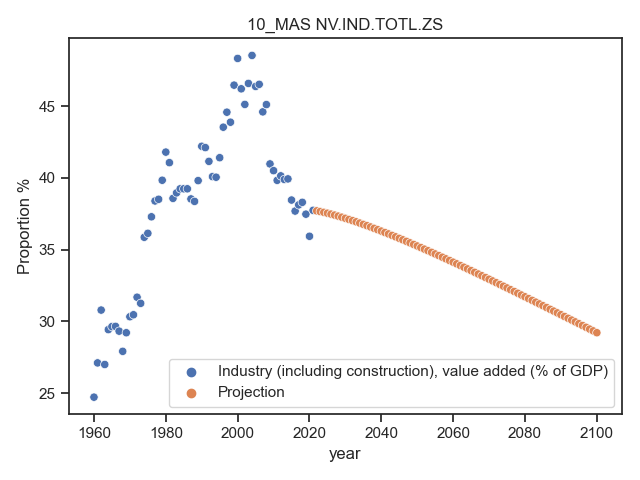 10_MAS NV.IND.TOTL.ZS
Proportion %
45
40
35
30
25
Industry (including construction), value added (% of GDP)
Projection
1960 1980 2000 2020 2040 2060 2080 2100
year